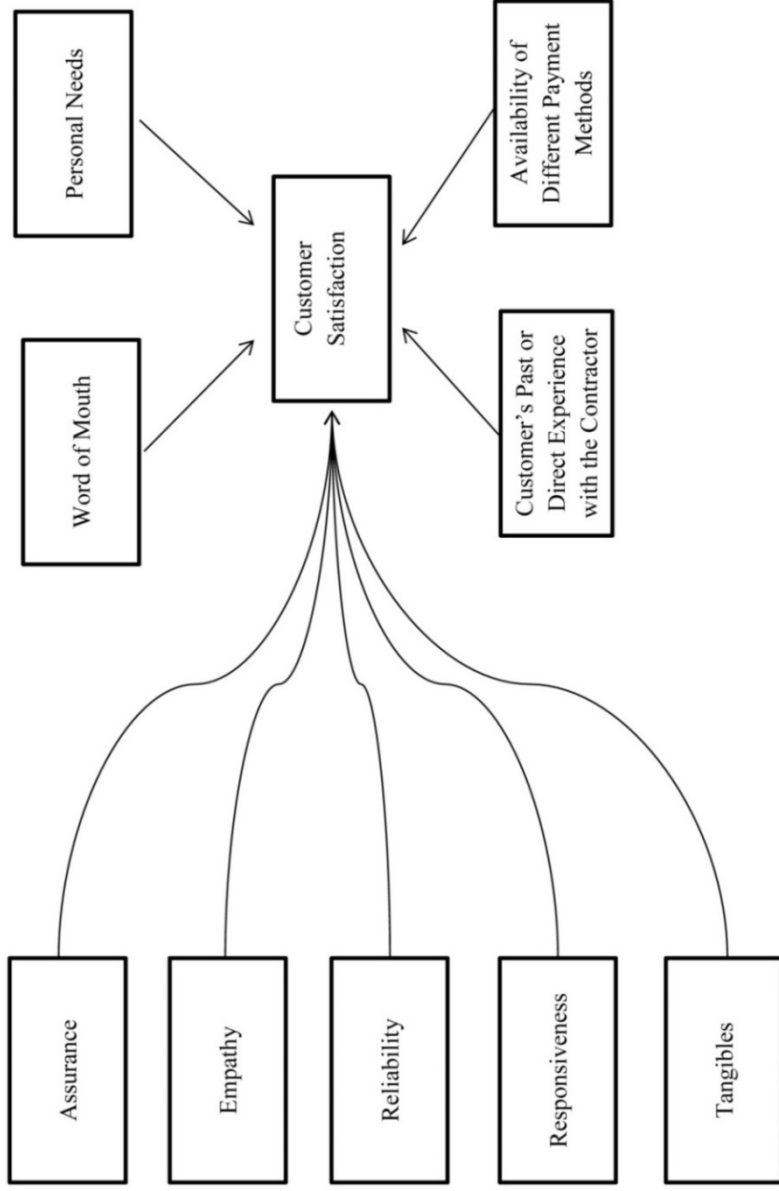 Assurance
Empathy
Reliability
Responsiveness
Tangibles
Word of Mouth
Personal Needs
Customer
Satisfaction
Customer’s Past or
Direct Experience
with the Contractor
Availability of
Different Payment
Methods